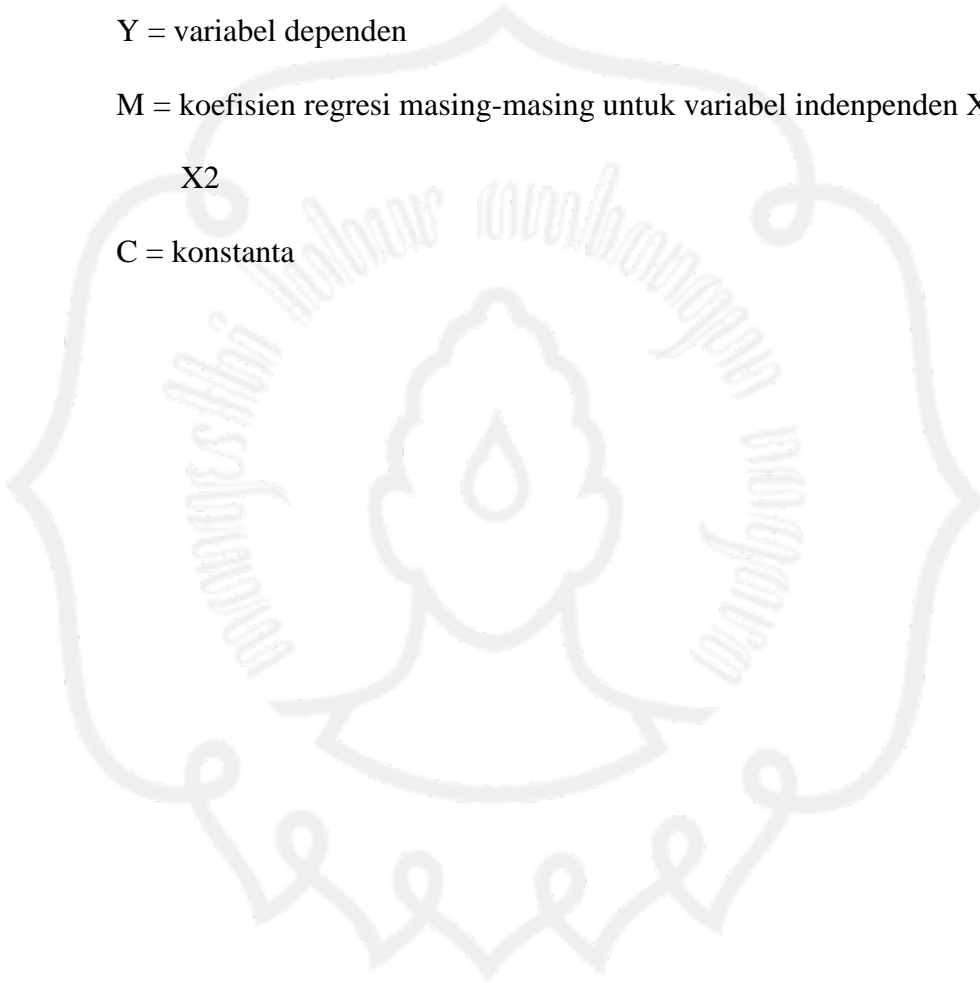 Y = variabel dependen
M = koefisien regresi masing-masing untuk variabel indenpenden X
X2
C = konstanta